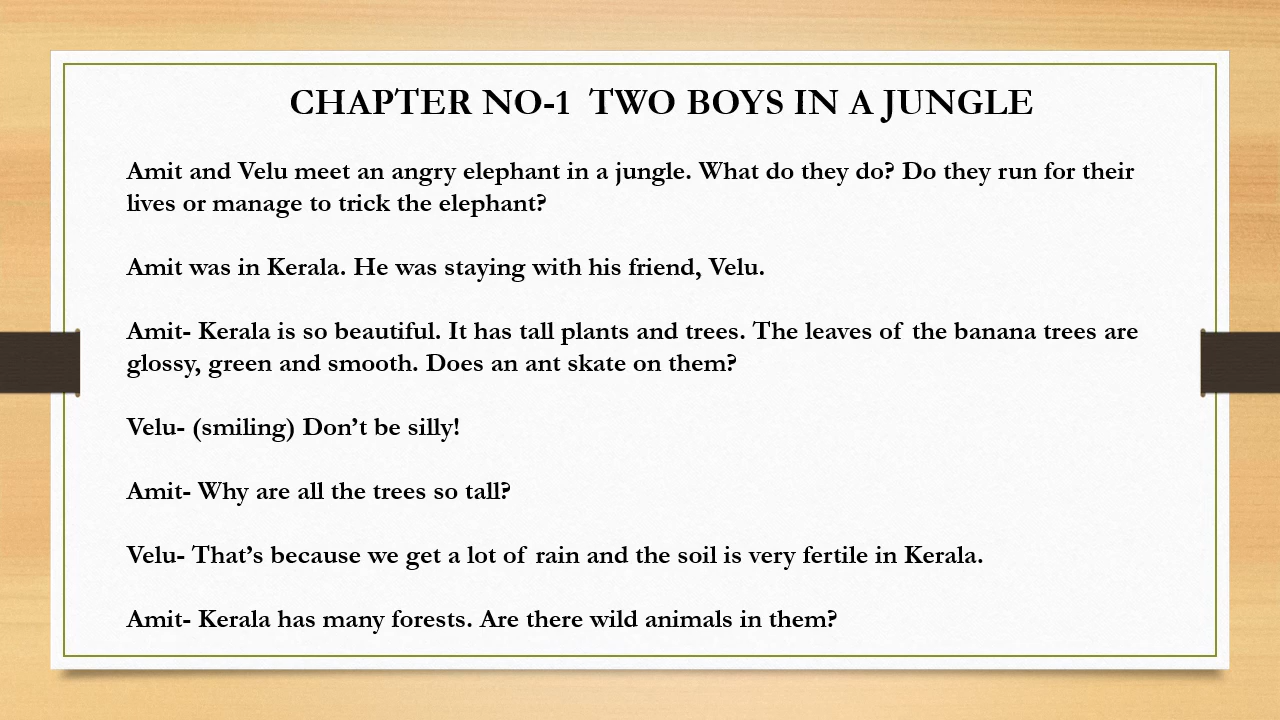 CHAPTER NO-1  TWO BOYS IN A JUNGLE
Amit and Velu meet an angry elephant in a jungle. What do they do? Do they run for their
lives or manage to trick the elephant?
Amit was in Kerala. He was staying with his friend, Velu.
Amit- Kerala is so beautiful. It has tall plants and trees. The leaves of the banana trees are
glossy, green and smooth. Does an ant skate on them?
Velu- (smiling) Don’t be silly!
Amit- Why are all the trees so tall?
Velu- That’s because we get a lot of rain and the soil is very fertile in Kerala.
Amit- Kerala has many forests. Are there wild animals in them?